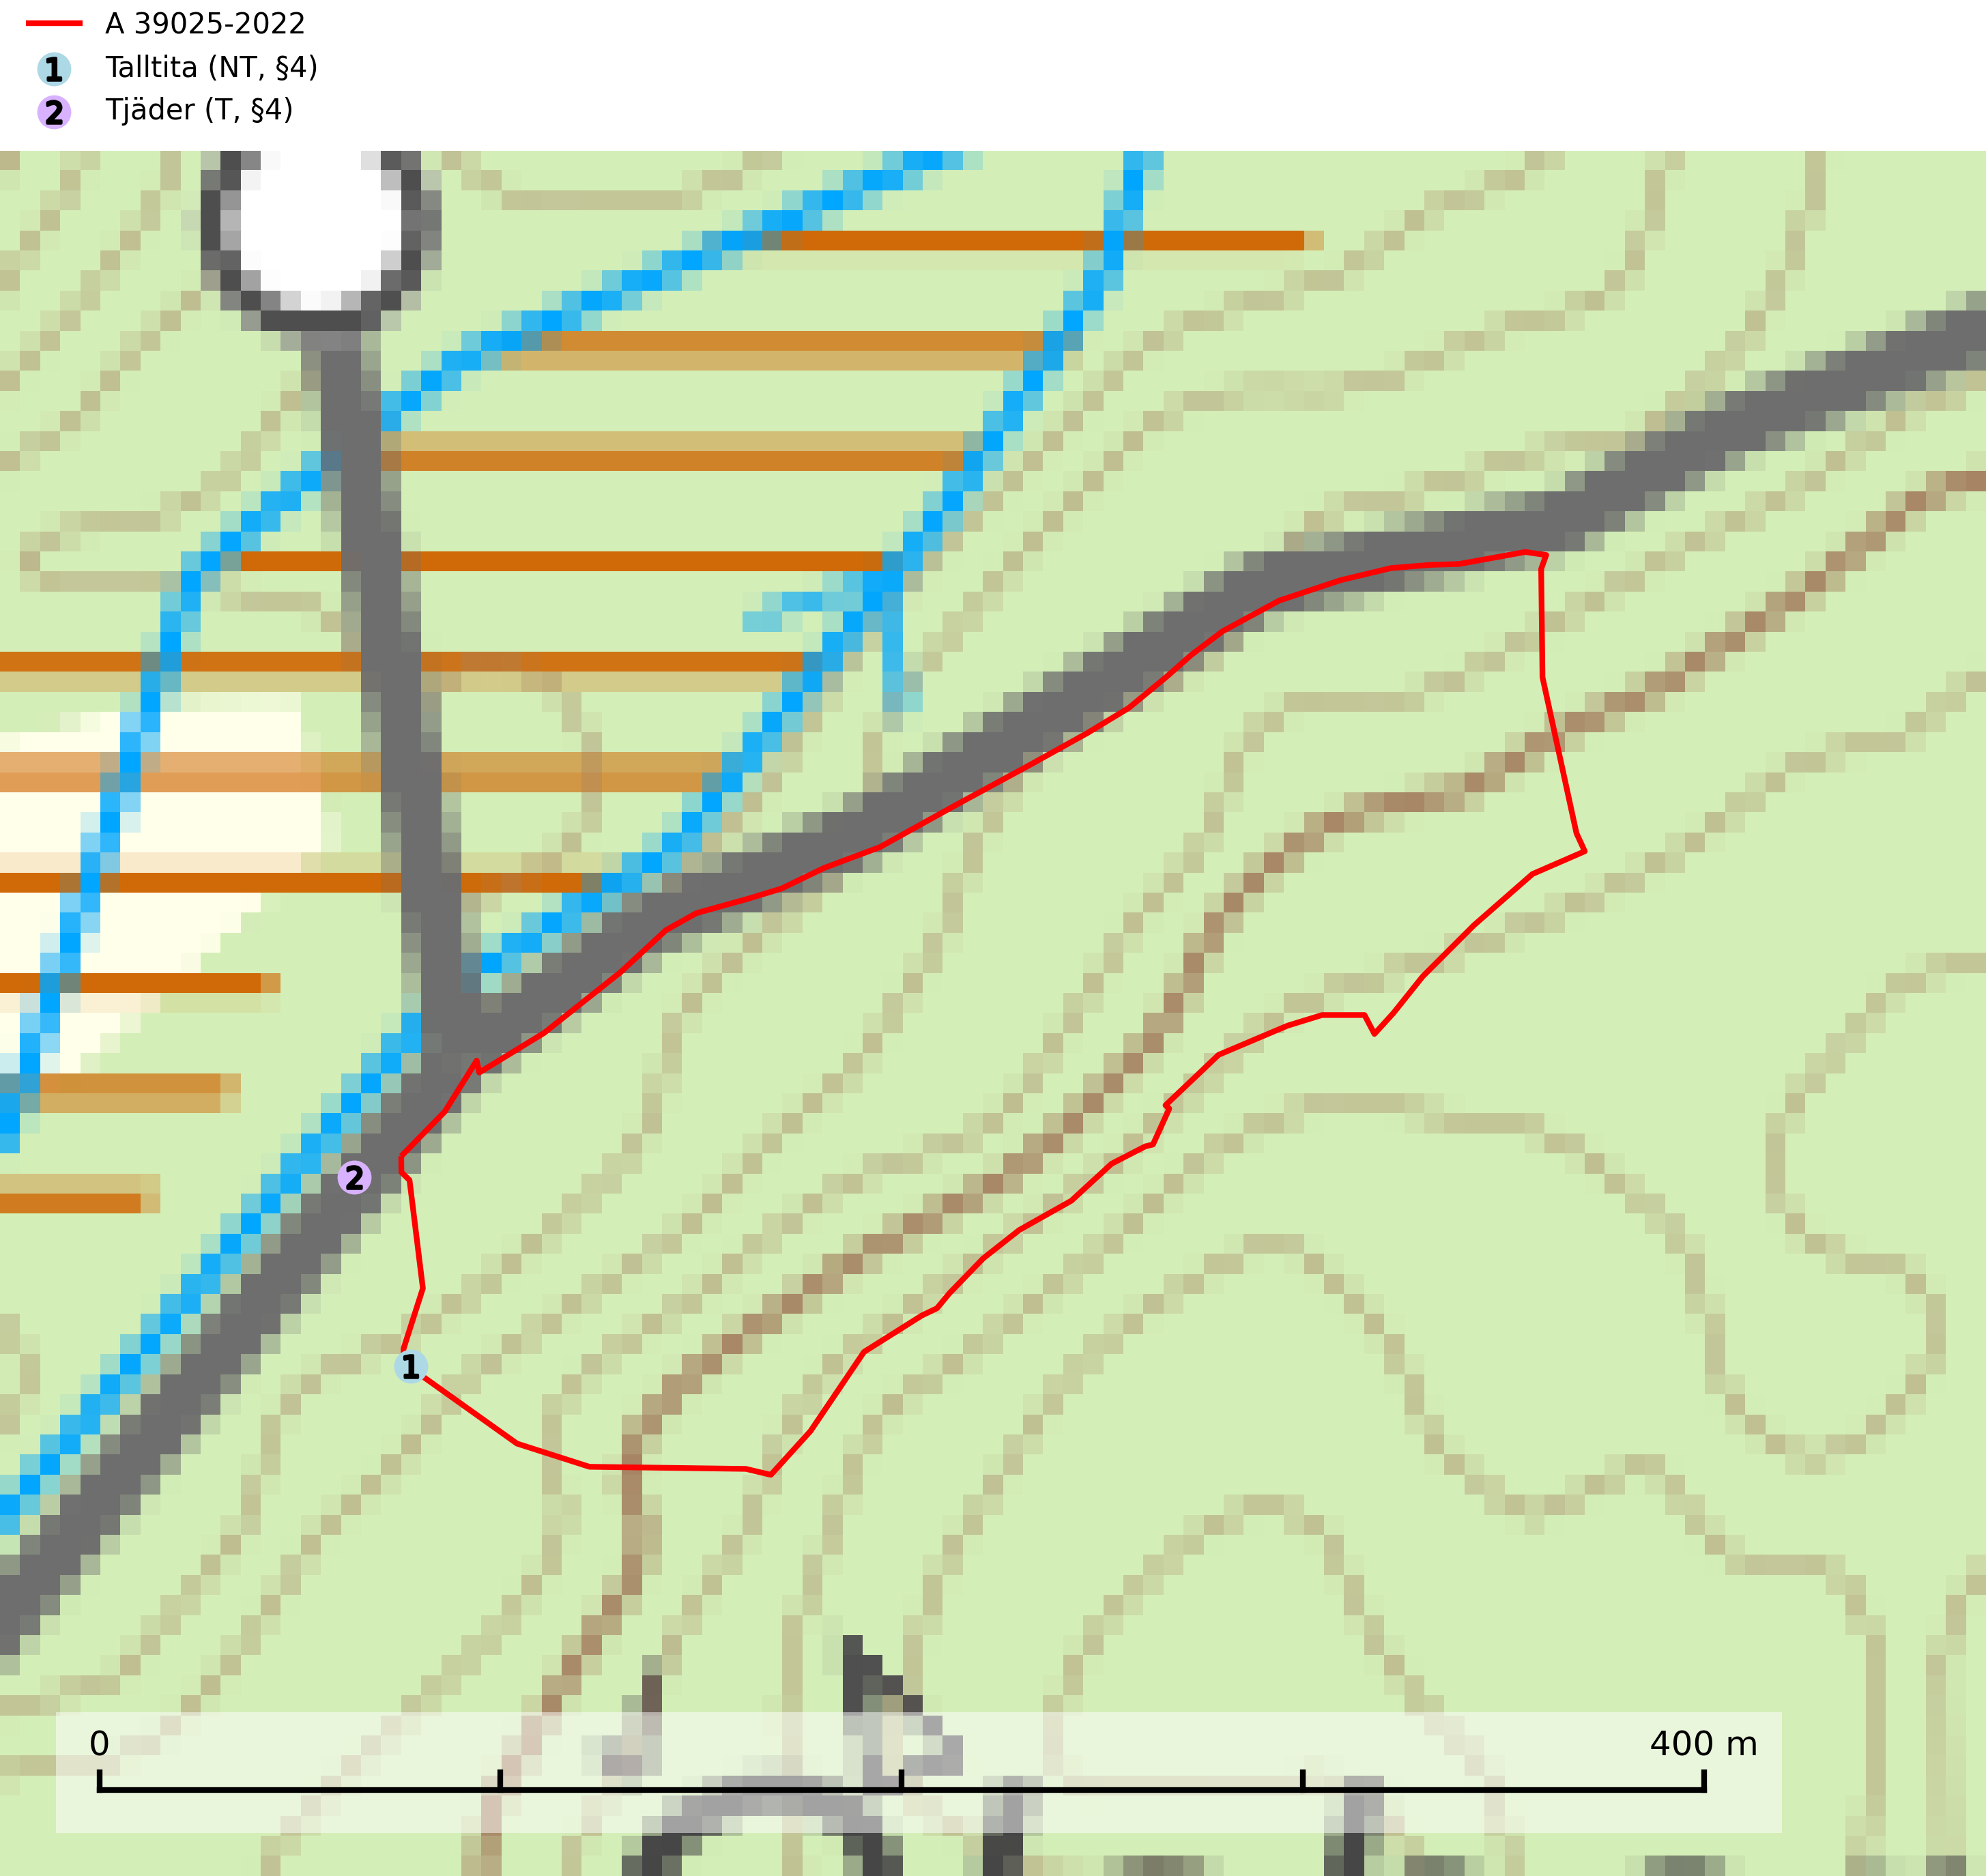 A 39025-2022
1 Talltita (NT, §4)
2 Tjäder (T, §4)
2
1
0 400 m